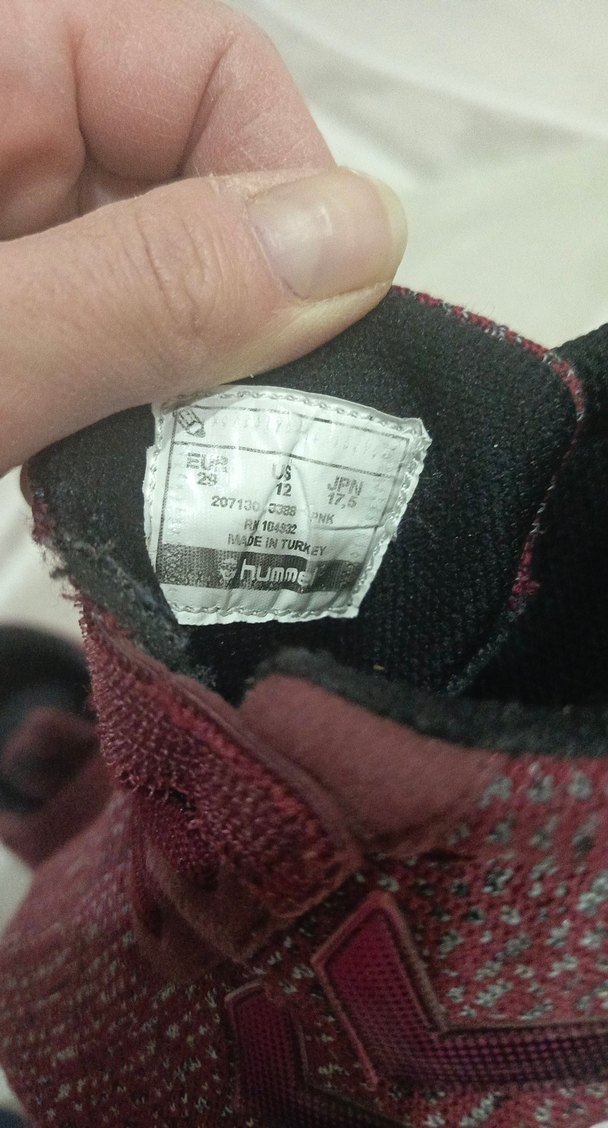 EUR US JPN
29 12 17,5
207130 3388 PNK
RN 104932
MADE IN TURKEY
hummel